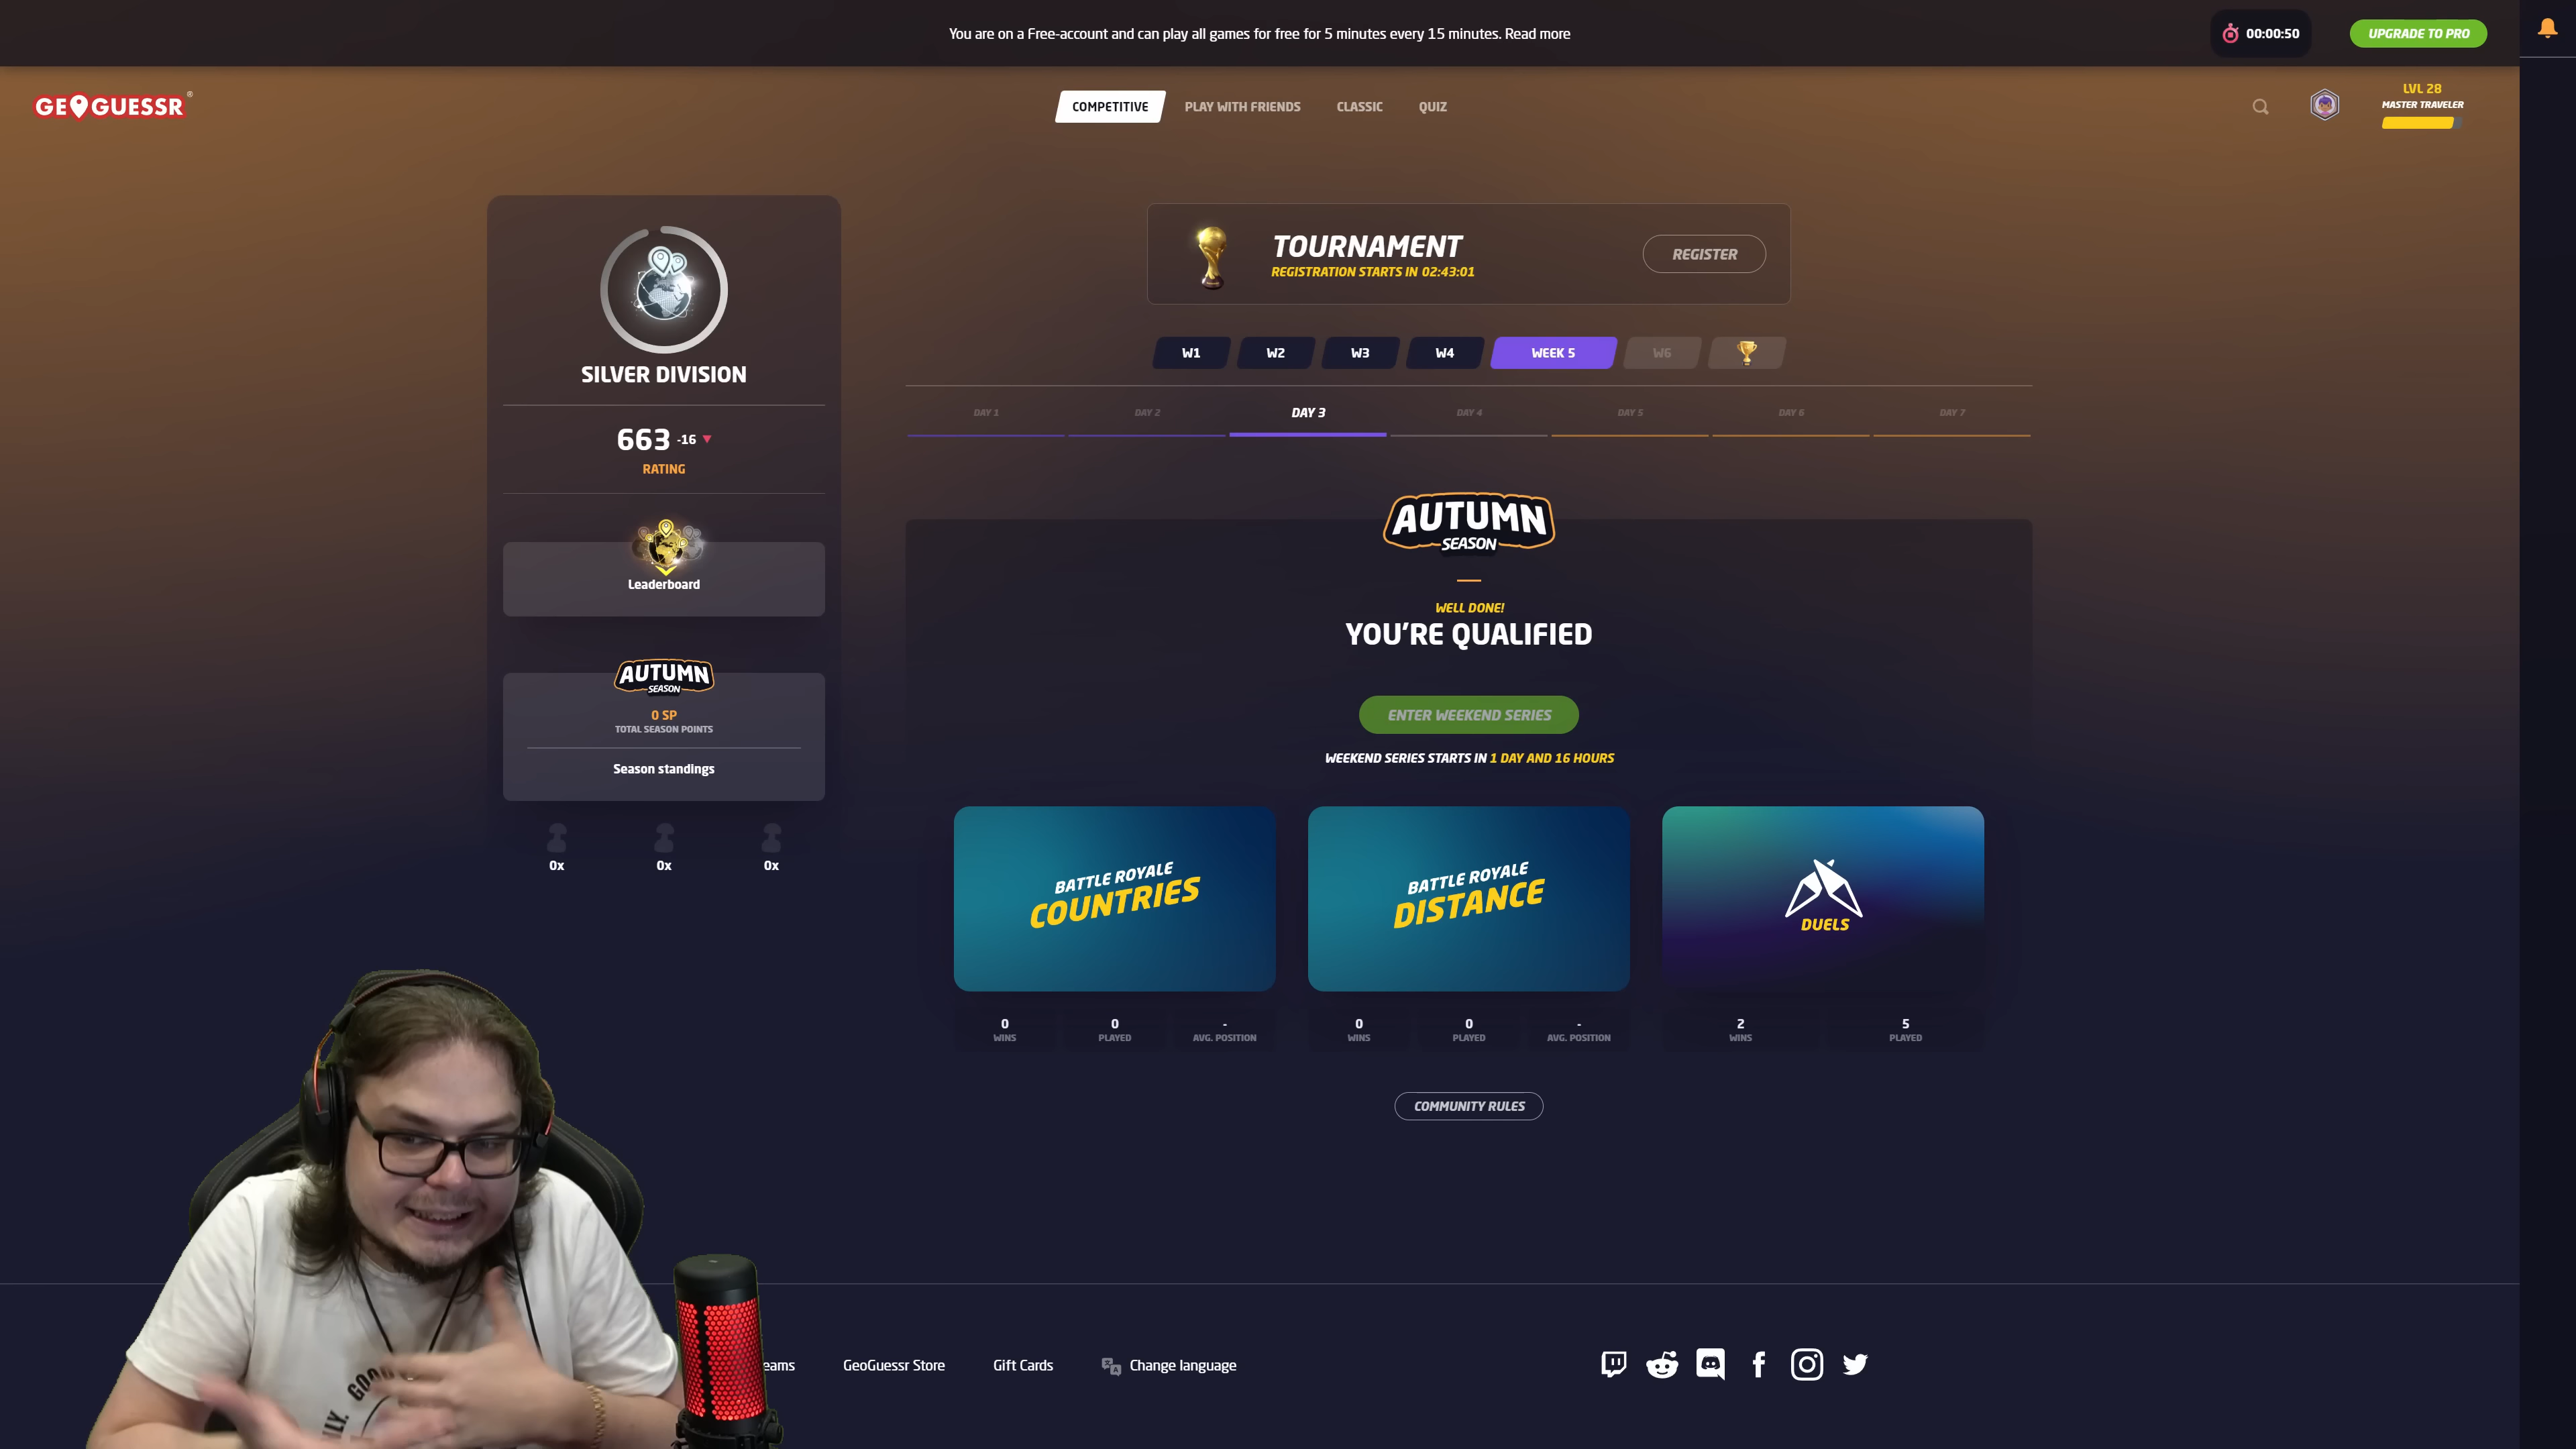 You are on a Free-account and can play all games for free for 5 minutes every 15 minutes. Read more
00:00:50
UPGRADE TO PRO
GEOGUESSR®
COMPETITIVE
PLAY WITH FRIENDS
CLASSIC
QUIZ
LVL 28
MASTER TRAVELER
SILVER DIVISION
663 -16
RATING
Leaderboard
AUTUMN
SEASON
0 SP
TOTAL SEASON POINTS
Season standings
0x 0x 0x
TOURNAMENT
REGISTRATION STARTS IN 02:43:01
REGISTER
W1 W2 W3 W4 WEEK 5 W6
DAY 1 DAY 2 DAY 3 DAY 4 DAY 5 DAY 6 DAY 7
AUTUMN
SEASON
WELL DONE!
YOU'RE QUALIFIED
ENTER WEEKEND SERIES
WEEKEND SERIES STARTS IN 1 DAY AND 16 HOURS
BATTLE ROYALE
COUNTRIES
0 0 -
WINS PLAYED AVG. POSITION
BATTLE ROYALE
DISTANCE
0 0 -
WINS PLAYED AVG. POSITION
DUELS
2 5
WINS PLAYED
COMMUNITY RULES
GeoGuessr Store
Gift Cards
Change language